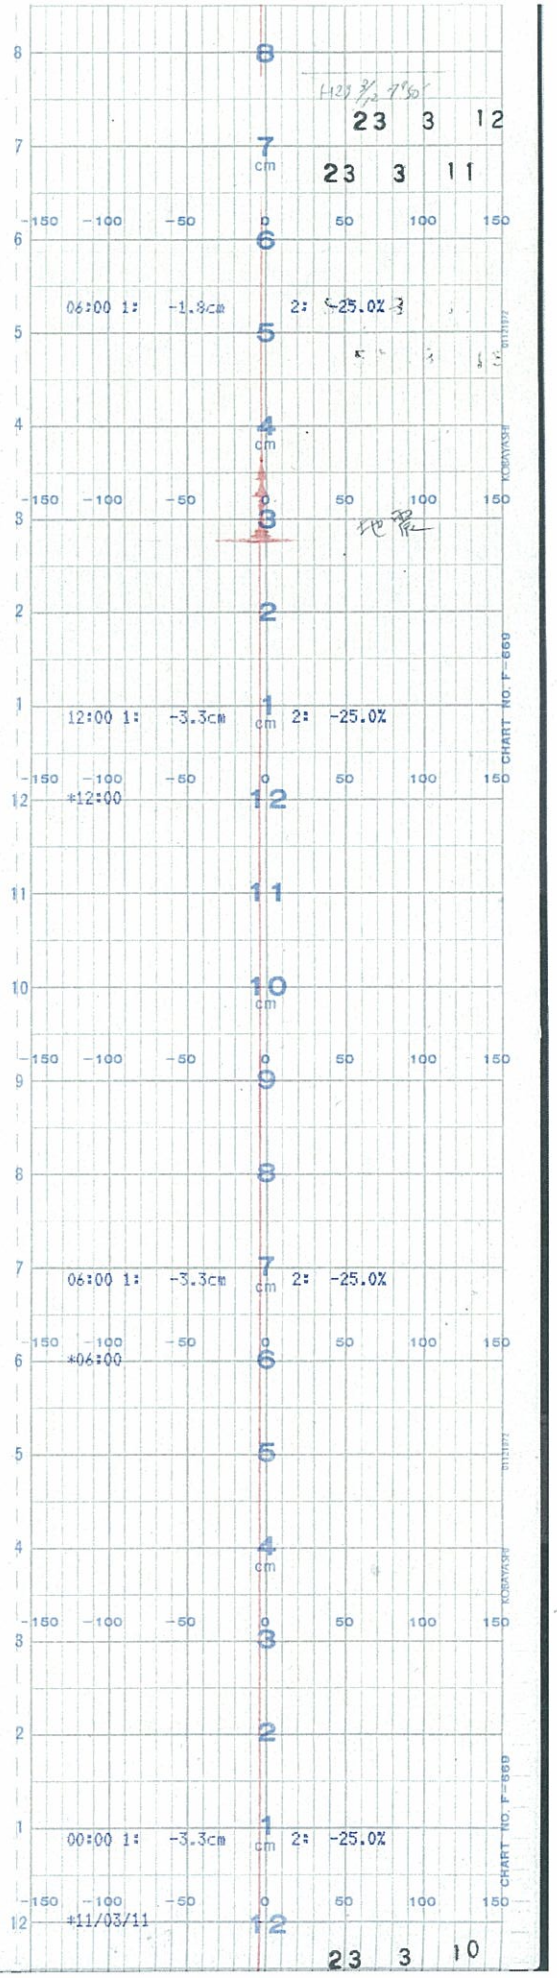 8 8
H23 3/12
23 3 12
7 7
cm
23 3 11
-150 -100 -50 0 50 100 150
6 6
06:00 1: -1.8cm 2: -25.0%
01121972
5 5
4 4
cm
KOBAYASHI
-150 -100 -50 0 50 100 150
3 3
地震
2 2
CHART NO. F-669
1 1
12:00 1: -3.3cm cm 2: -25.0%
-150 -100 -50 0 50 100 150
12 *12:00 12
11 11
10 10
cm
-150 -100 -50 0 50 100 150
9 9
8 8
7 7
06:00 1: -3.3cm cm 2: -25.0%
-150 -100 -50 0 50 100 150
6 *06:00 6
5 5
01121972
4 4
cm
KOBAYASHI
-150 -100 -50 0 50 100 150
3 3
2 2
CHART NO. F-669
1 1
00:00 1: -3.3cm cm 2: -25.0%
-150 -100 -50 0 50 100 150
12 *11/03/11 12
23 3 10